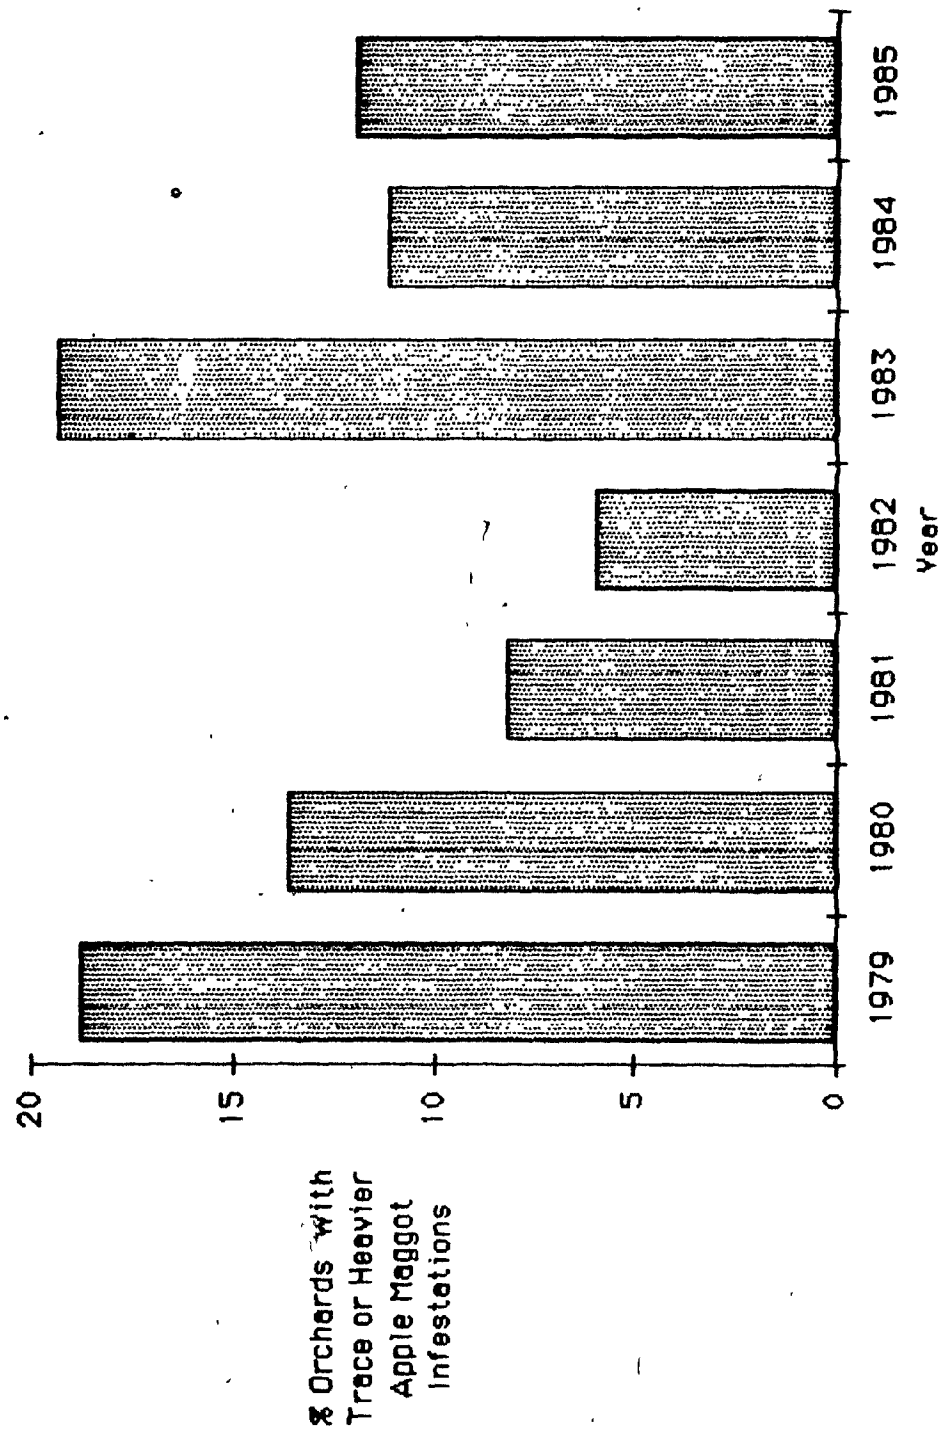 % Orchards With
Trace or Heavier
Apple Maggot
Infestations
20
15
10
5
0
1979
1980
1981
1982
1983
1984
1985
Year